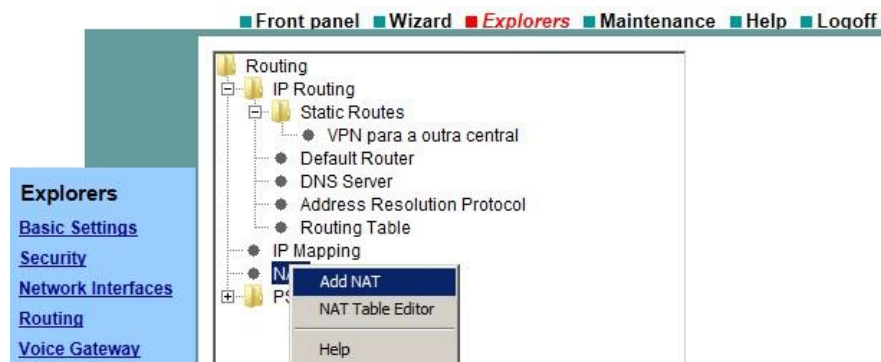 Front panel Wizard Explorers Maintenance Help Logoff
Routing
IP Routing
Static Routes
VPN para a outra central
Default Router
DNS Server
Address Resolution Protocol
Routing Table
IP Mapping
Add NAT
NAT Table Editor
Help
Explorers
Basic Settings
Security
Network Interfaces
Routing
Voice Gateway